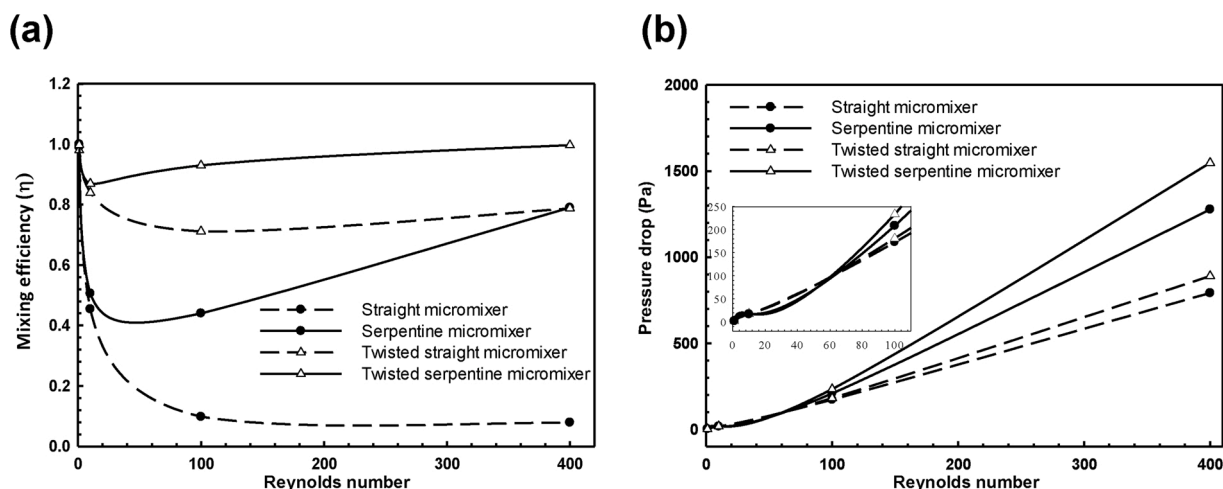 (a)
1.2
1.0
0.8
0.6
0.4
0.2
0.0
Mixing efficiency (η)
Straight micromixer
Serpentine micromixer
Twisted straight micromixer
Twisted serpentine micromixer
0 100 200 300 400
Reynolds number
(b)
2000
1500
1000
500
0
Pressure drop (Pa)
Straight micromixer
Serpentine micromixer
Twisted straight micromixer
Twisted serpentine micromixer
250
200
150
100
50
0
0 20 40 60 80 100
0 100 200 300 400
Reynolds number